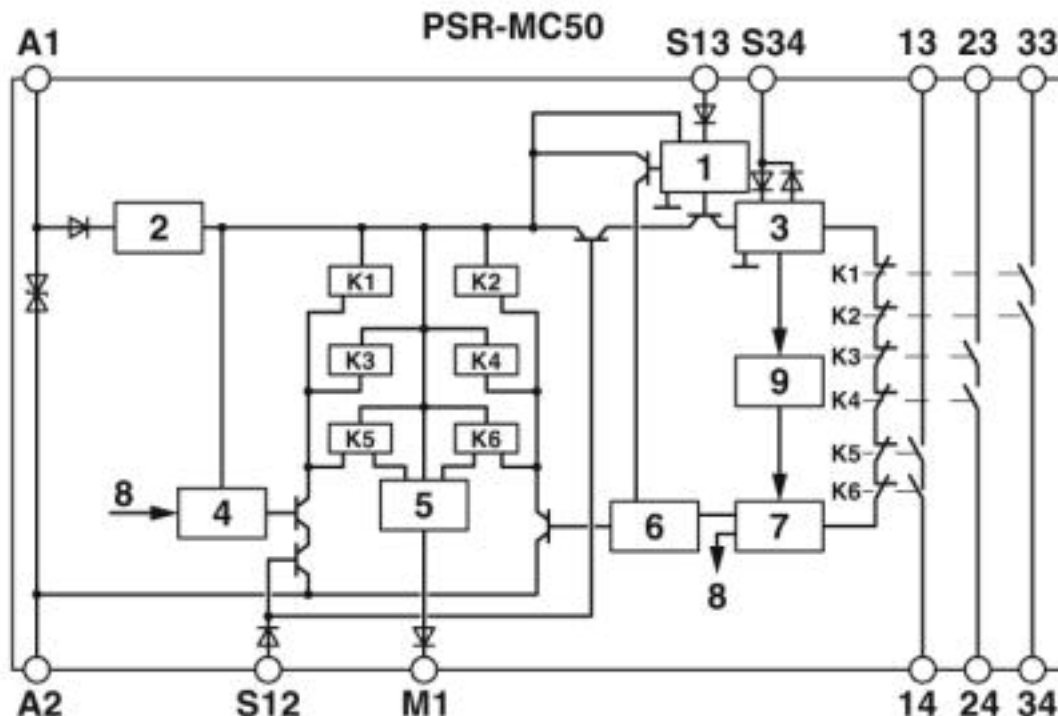 PSR-MC50
A1 S13 S34 13 23 33
1
2 3
K1 K2 K1
K2
K3 K4 9 K3
K4
K5 K6 K5
8 4 5 6 7 K6
8
A2 S12 M1 14 24 34